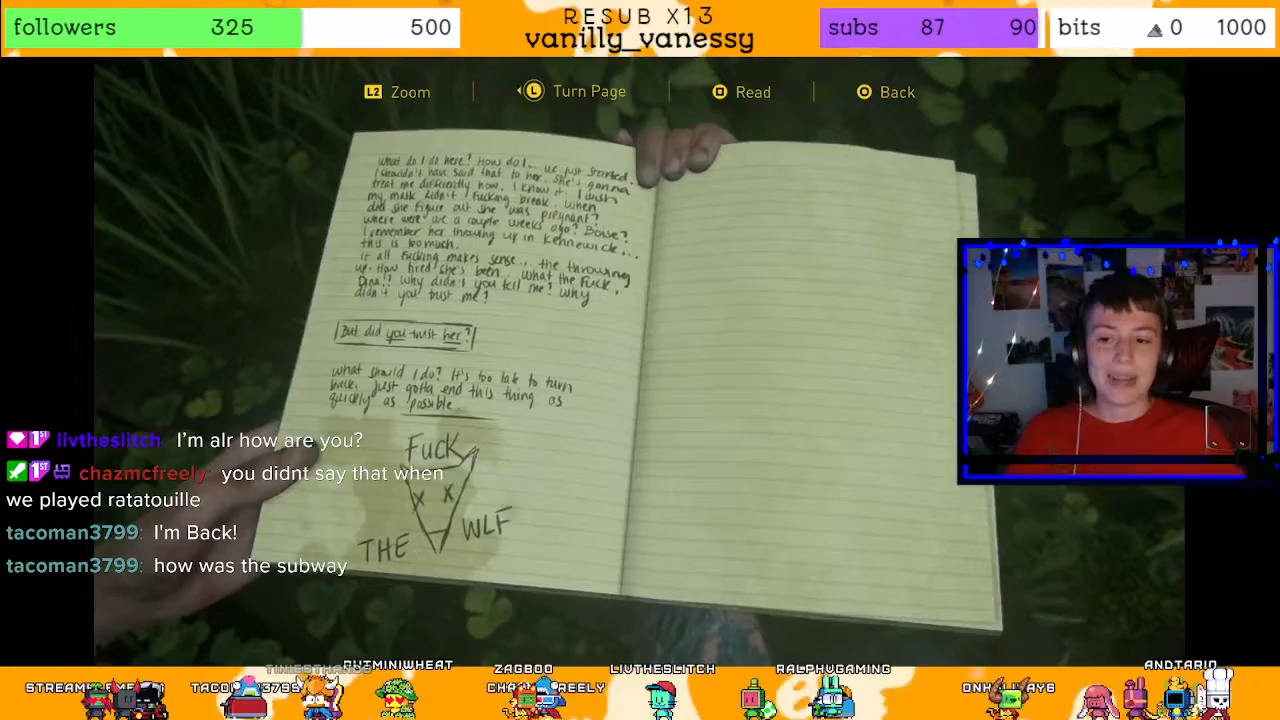 followers 325 500
RESUB X13
vanilly_vanessy
subs 87 90
bits 0 1000
L2 Zoom
L Turn Page
Read
Back
What do I do here? How do I... we just started.
I shouldn't have said that to her. She's gonna
treat me differently now. I know it. I wish
my mask didn't fucking break. When
did she figure out she was pregnant?
Where were we a couple weeks ago? Boise?
I remember her throwing up in Kennewick...
this is too much.
it all fucking makes sense... the throwing
up. How tired she's been. What the fuck,
Dina!! Why didn't you tell me? Why
didn't you trust me?
But did you trust her?
What should I do? It's too late to turn
back. Just gotta end this thing as
quickly as possible.
FUCK
THE WLF
livtheslitch I'm alr how are you?
chazmcfreely: you didnt say that when
we played ratatouille
tacoman3799: I'm Back!
tacoman3799: how was the subway
ZAGBOO
LIVTHESLITCH
RALPHVGAMING
ANDTARIO